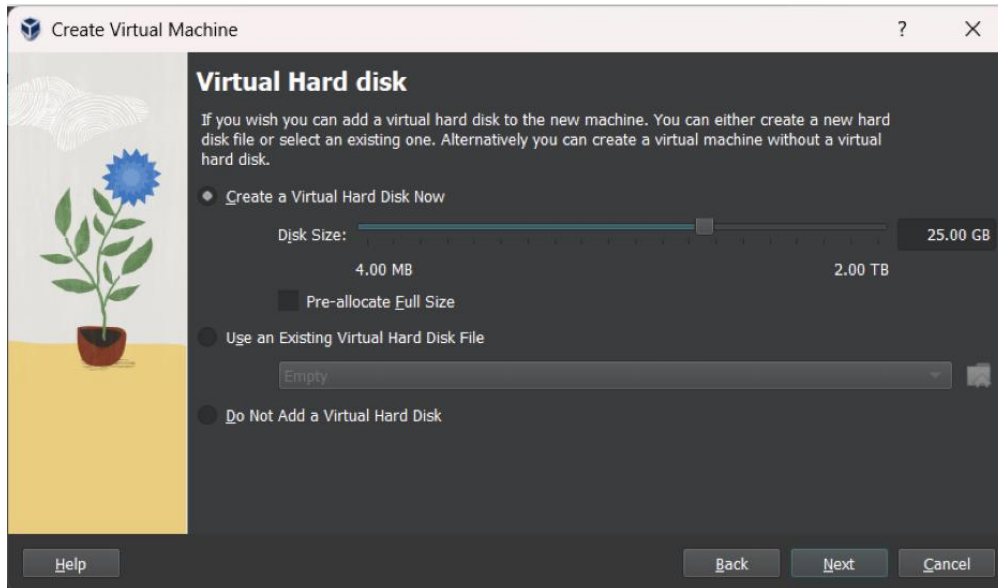 Create Virtual Machine
?
Virtual Hard disk
If you wish you can add a virtual hard disk to the new machine. You can either create a new hard
disk file or select an existing one. Alternatively you can create a virtual machine without a virtual
hard disk.
Create a Virtual Hard Disk Now
Disk Size:
25.00 GB
4.00 MB
2.00 TB
Pre-allocate Full Size
Use an Existing Virtual Hard Disk File
Empty
Do Not Add a Virtual Hard Disk
Help
Back
Next
Cancel